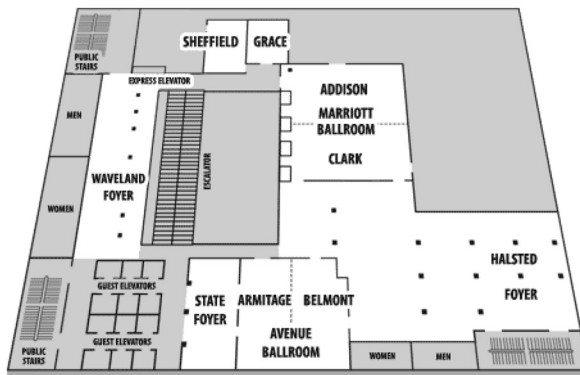 SHEFFIELD
GRACE
PUBLIC
STAIRS
EXPRESS ELEVATOR
ADDISON
MARRIOTT
BALLROOM
CLARK
MEN
ESCALATOR
WAVELAND
FOYER
WOMEN
HALSTED
FOYER
GUEST ELEVATORS
STATE
FOYER
ARMITAGE
BELMONT
AVENUE
BALLROOM
GUEST ELEVATORS
PUBLIC
STAIRS
WOMEN
MEN